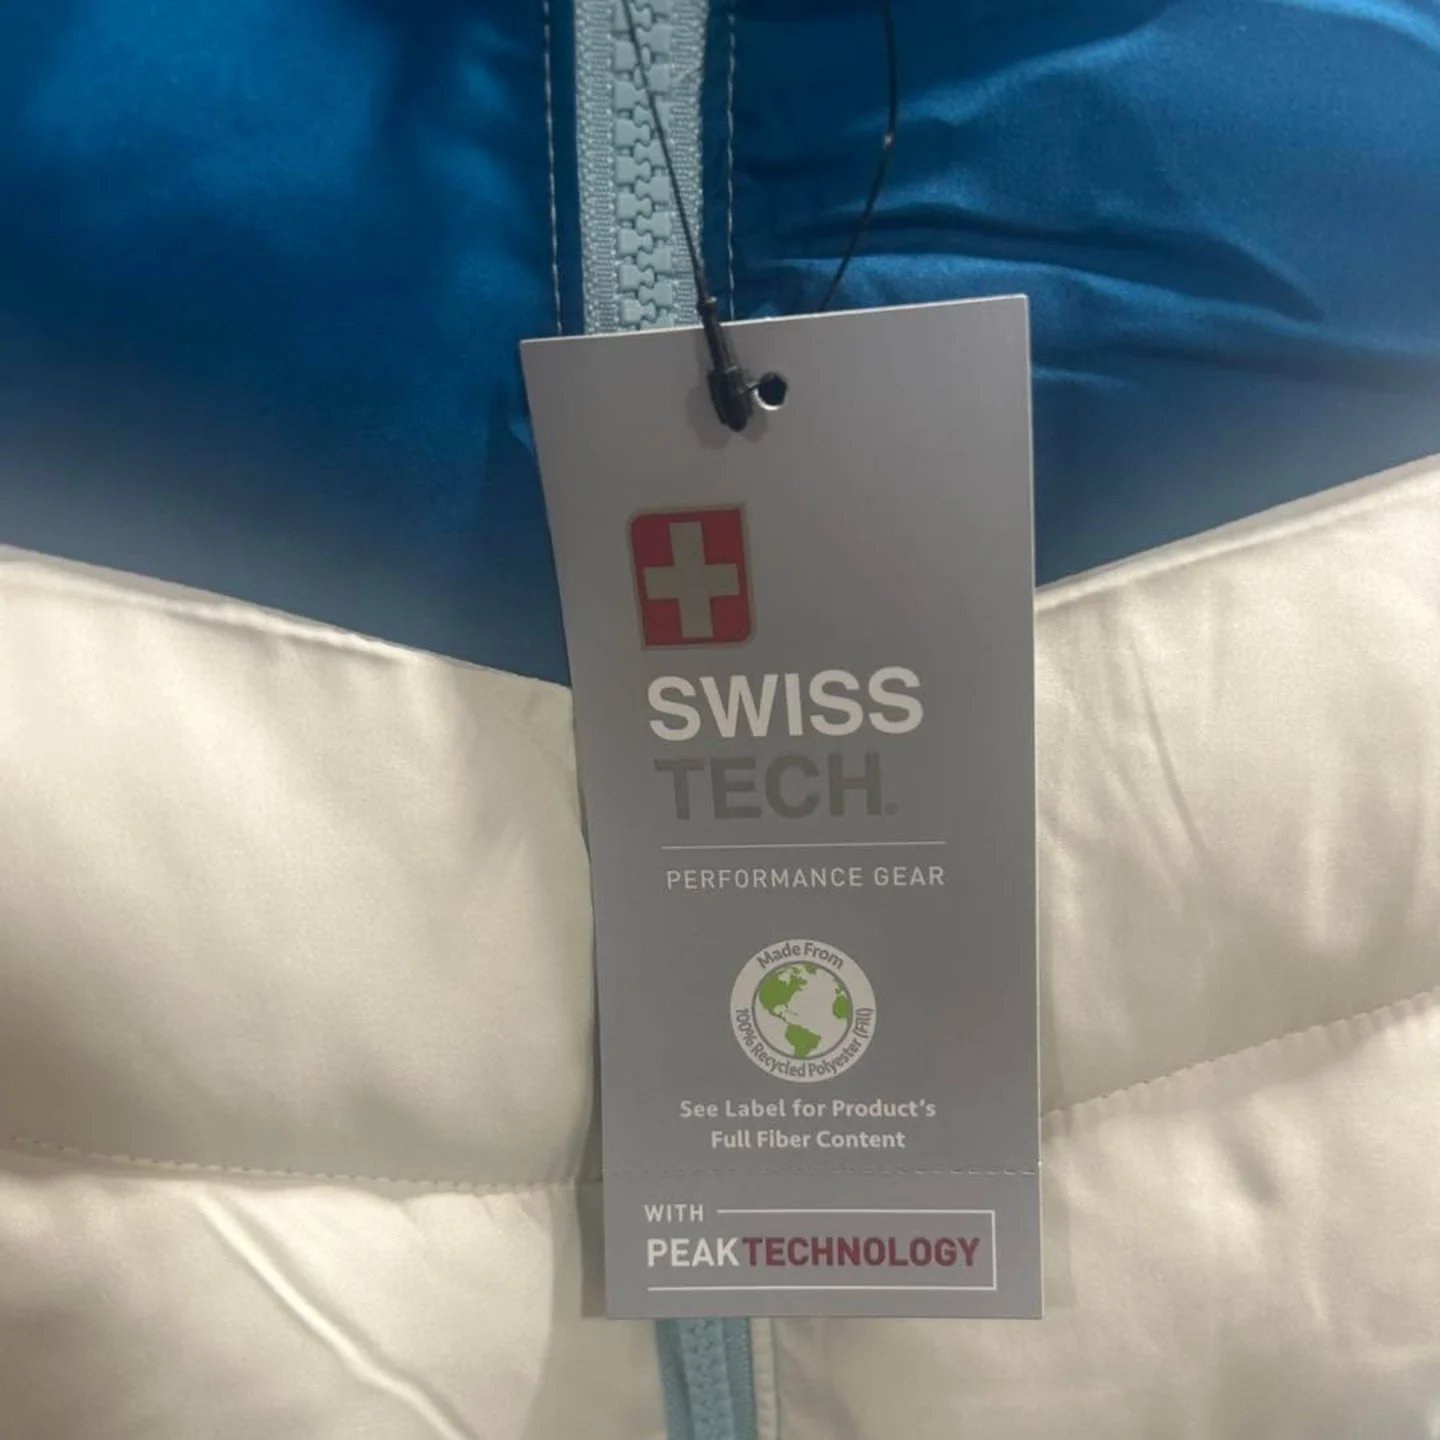 SWISS
TECH®
PERFORMANCE GEAR
Made From
100% Recycled Polyester (Fill)
See Label for Product's
Full Fiber Content
WITH
PEAKTECHNOLOGY